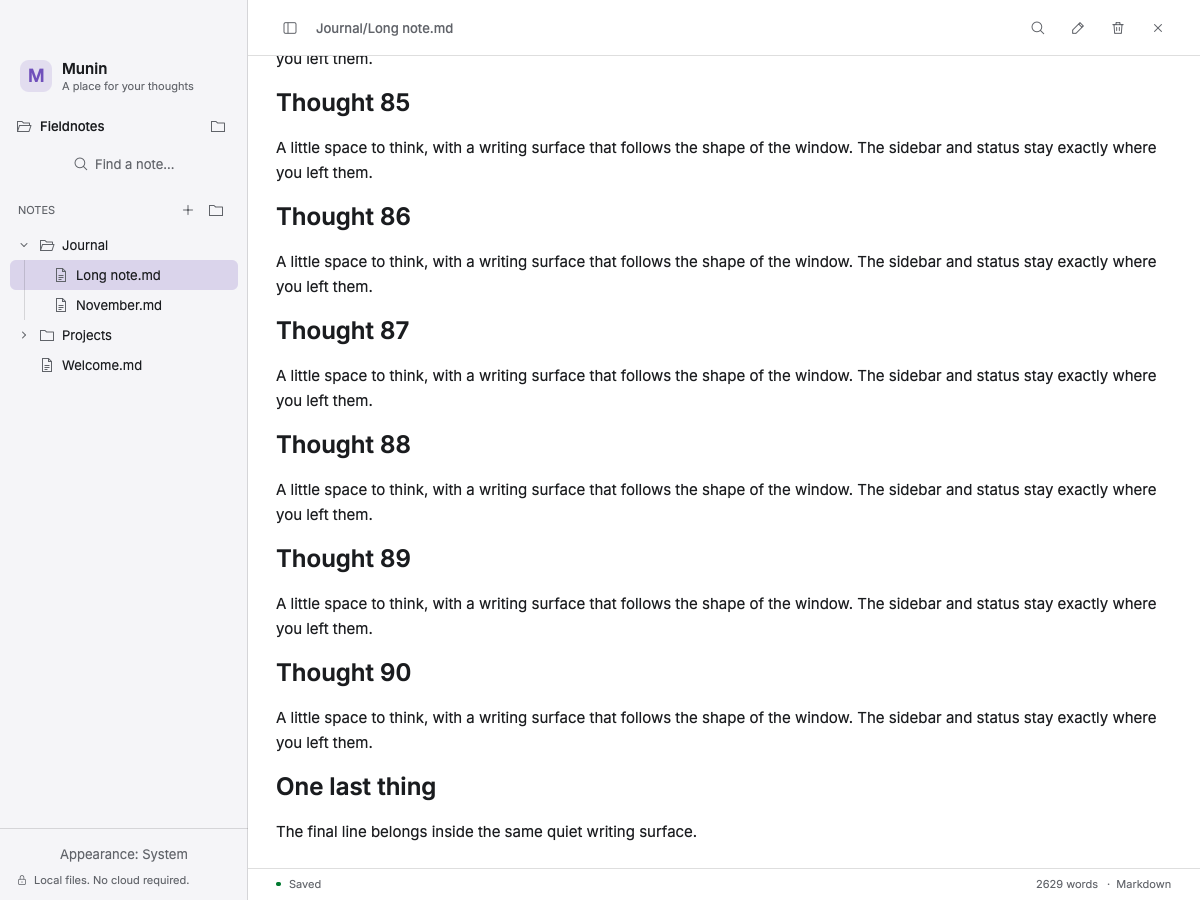 Munin
A place for your thoughts
Fieldnotes
Find a note...
NOTES
Journal
Long note.md
November.md
Projects
Welcome.md
Appearance: System
Local files. No cloud required.
Journal/Long note.md
you left them.
Thought 85
A little space to think, with a writing surface that follows the shape of the window. The sidebar and status stay exactly where
you left them.
Thought 86
A little space to think, with a writing surface that follows the shape of the window. The sidebar and status stay exactly where
you left them.
Thought 87
A little space to think, with a writing surface that follows the shape of the window. The sidebar and status stay exactly where
you left them.
Thought 88
A little space to think, with a writing surface that follows the shape of the window. The sidebar and status stay exactly where
you left them.
Thought 89
A little space to think, with a writing surface that follows the shape of the window. The sidebar and status stay exactly where
you left them.
Thought 90
A little space to think, with a writing surface that follows the shape of the window. The sidebar and status stay exactly where
you left them.
One last thing
The final line belongs inside the same quiet writing surface.
Saved
2629 words · Markdown